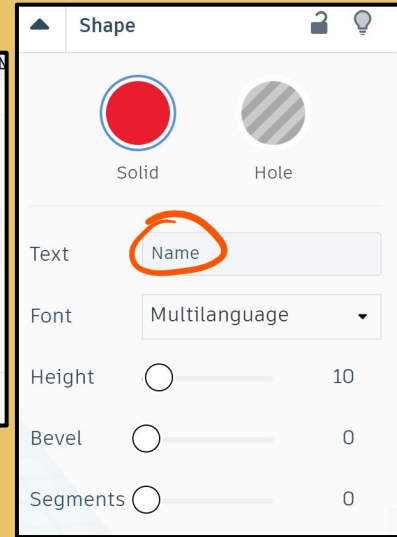 Shape
Solid Hole
Text Name
Font Multilanguage
Height 10
Bevel 0
Segments 0